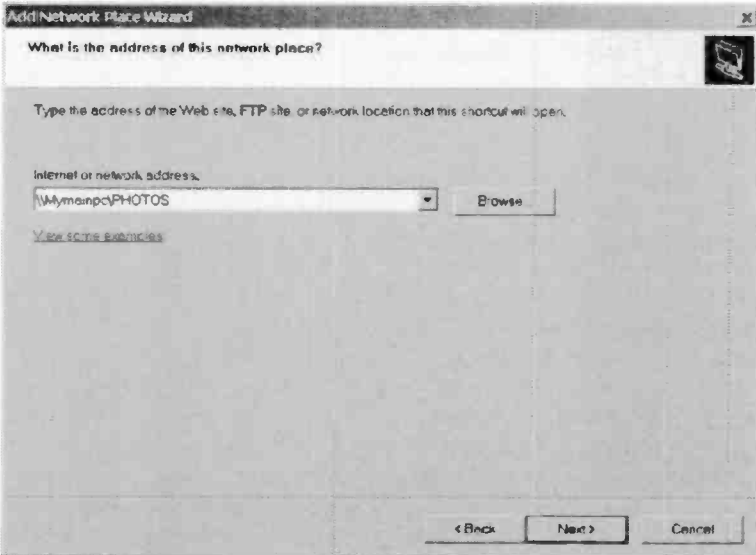 Add Network Place Wizard
What is the address of this network place?
Type the address of the Web site, FTP site, or network location that this shortcut will open.
Internet or network address:
\\Mymainpc\PHOTOS
Browse
View some examples
< Back
Next >
Cancel